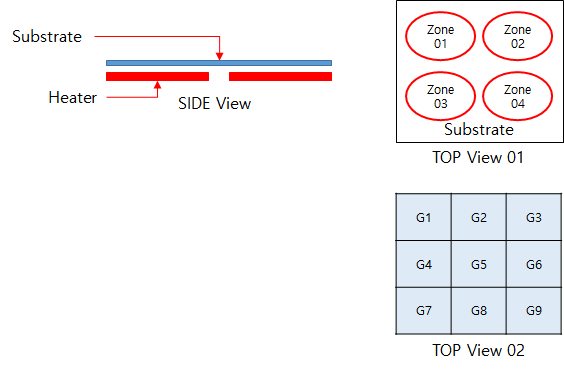 Substrate
Heater
SIDE View
Zone
01
Zone
02
Zone
03
Zone
04
Substrate
TOP View 01
G1 G2 G3
G4 G5 G6
G7 G8 G9
TOP View 02